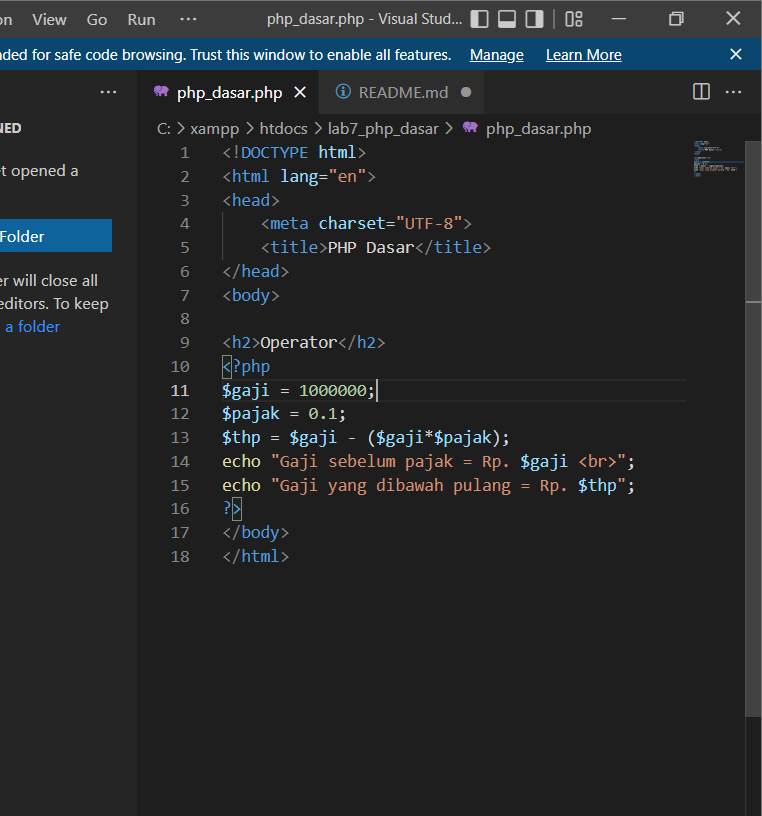 on View Go Run ··· php_dasar.php - Visual Stud...
ded for safe code browsing. Trust this window to enable all features. Manage Learn More
··· php_dasar.php README.md ···
NED
t opened a
Folder
er will close all
editors. To keep
a folder
C: > xampp > htdocs > lab7_php_dasar > php_dasar.php
1 <!DOCTYPE html>
2 <html lang="en">
3 <head>
4 <meta charset="UTF-8">
5 <title>PHP Dasar</title>
6 </head>
7 <body>
8
9 <h2>Operator</h2>
10 <?php
11 $gaji = 1000000;
12 $pajak = 0.1;
13 $thp = $gaji - ($gaji*$pajak);
14 echo "Gaji sebelum pajak = Rp. $gaji <br>";
15 echo "Gaji yang dibawah pulang = Rp. $thp";
16 ?>
17 </body>
18 </html>